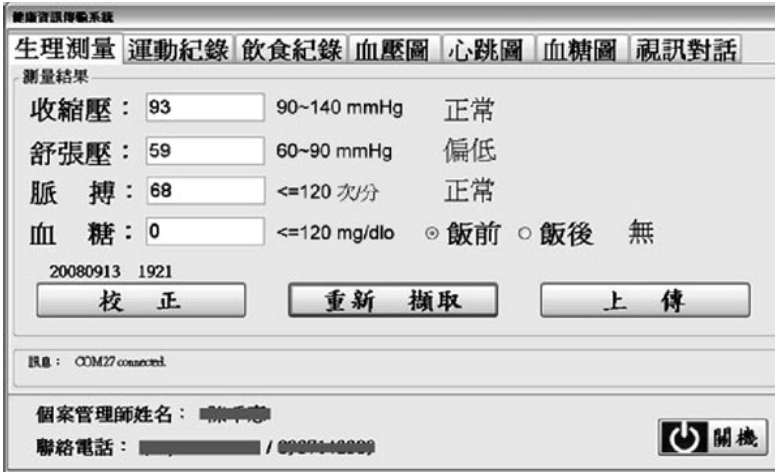 健康資訊傳輸系統
生理測量 運動紀錄 飲食紀錄 血壓圖 心跳圖 血糖圖 視訊對話
測量結果
收縮壓： 93 90~140 mmHg 正常
舒張壓： 59 60~90 mmHg 偏低
脈 搏： 68 <=120 次/分 正常
血 糖： 0 <=120 mg/dlo 飯前 飯後 無
20080913 1921
校 正 重新 擷取 上 傳
訊息： COM27 connected.
個案管理師姓名：
聯絡電話： /
關機